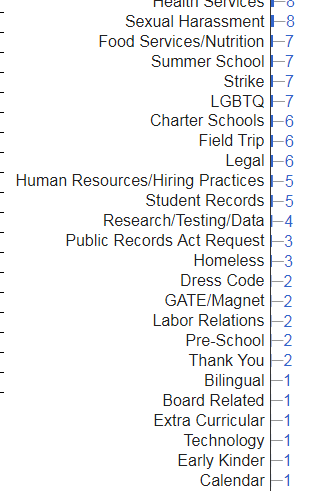 Health Services 8
Sexual Harassment 8
Food Services/Nutrition 7
Summer School 7
Strike 7
LGBTQ 7
Charter Schools 6
Field Trip 6
Legal 6
Human Resources/Hiring Practices 5
Student Records 5
Research/Testing/Data 4
Public Records Act Request 3
Homeless 3
Dress Code 2
GATE/Magnet 2
Labor Relations 2
Pre-School 2
Thank You 2
Bilingual 1
Board Related 1
Extra Curricular 1
Technology 1
Early Kinder 1
Calendar 1